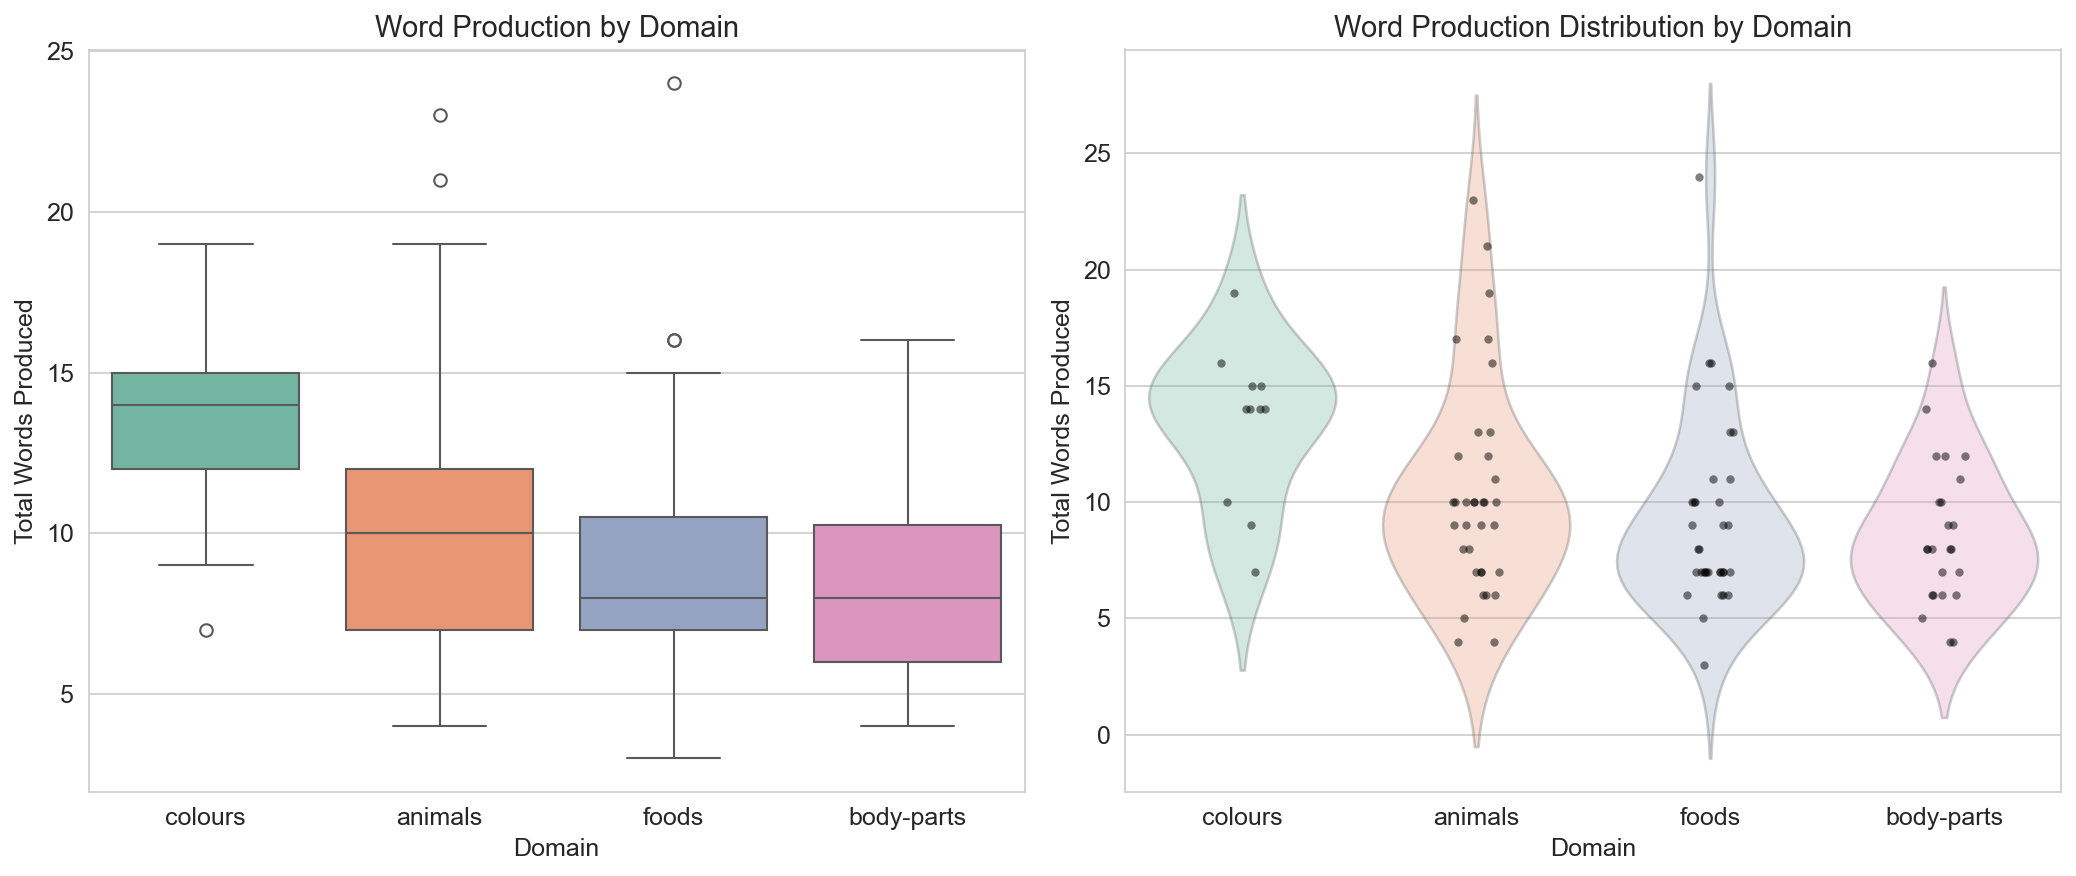 Word Production by Domain
25
20
15
10
5
Total Words Produced
colours animals foods body-parts
Domain
Word Production Distribution by Domain
25
20
15
10
5
0
Total Words Produced
colours animals foods body-parts
Domain